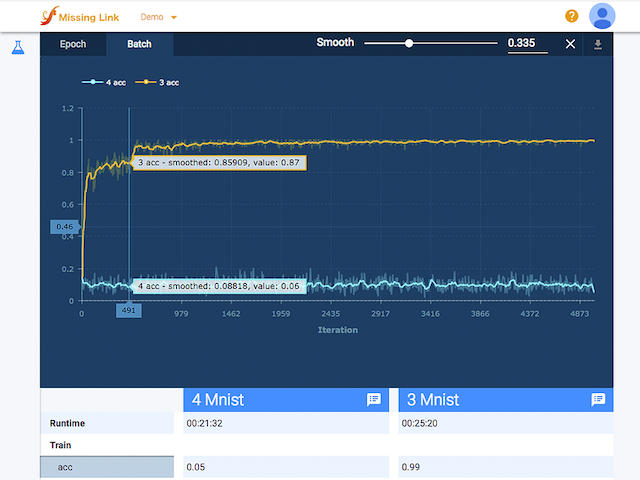 Missing Link Demo
Epoch Batch Smooth 0.335
4 acc 3 acc
1.2
1
3 acc - smoothed: 0.85909, value: 0.87
0.8
0.6
0.46
0.4
0.2
4 acc - smoothed: 0.08818, value: 0.06
0
0 491 979 1462 1950 2435 2917 3416 3866 4372 4873
Iteration
4 Mnist 3 Mnist
Runtime 00:21:32 00:25:20
Train
acc 0.05 0.99